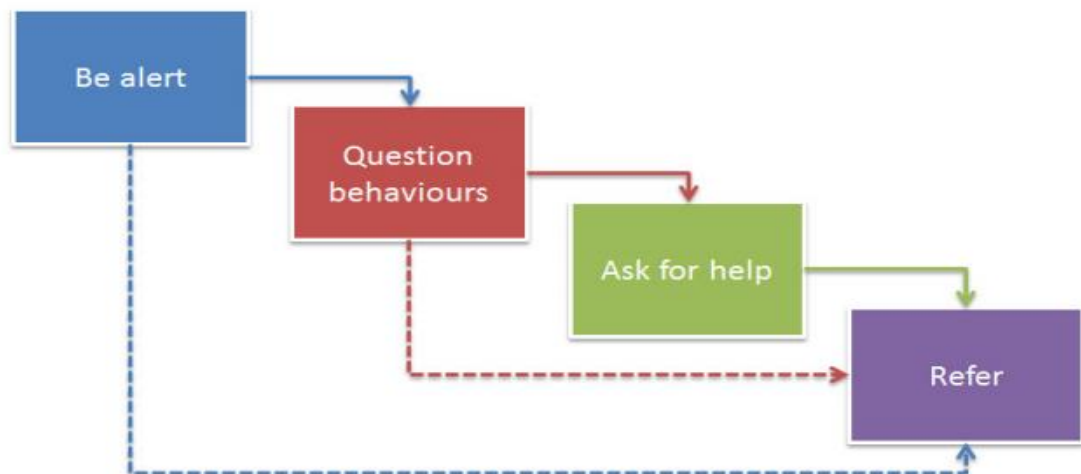 Be alert
Question
behaviours
Ask for help
Refer